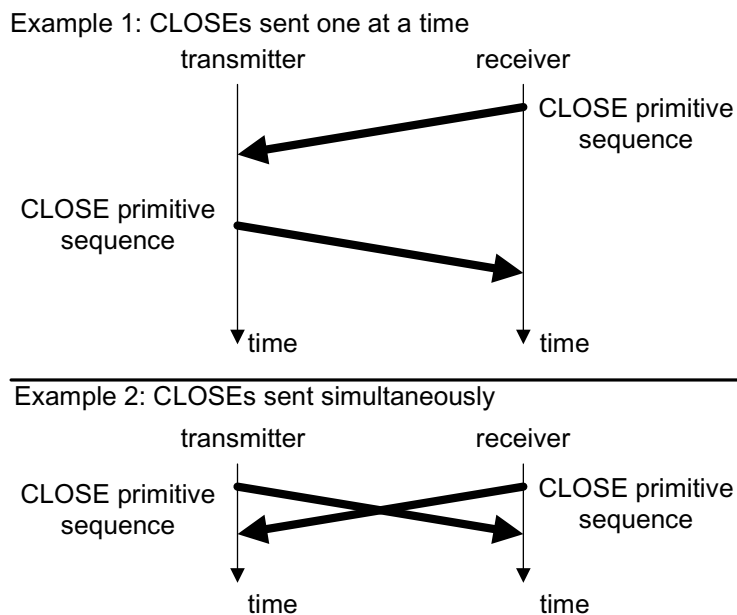 Example 1: CLOSEs sent one at a time
transmitter
receiver
CLOSE primitive
sequence
CLOSE primitive
sequence
time
time
Example 2: CLOSEs sent simultaneously
transmitter
receiver
CLOSE primitive
sequence
CLOSE primitive
sequence
time
time